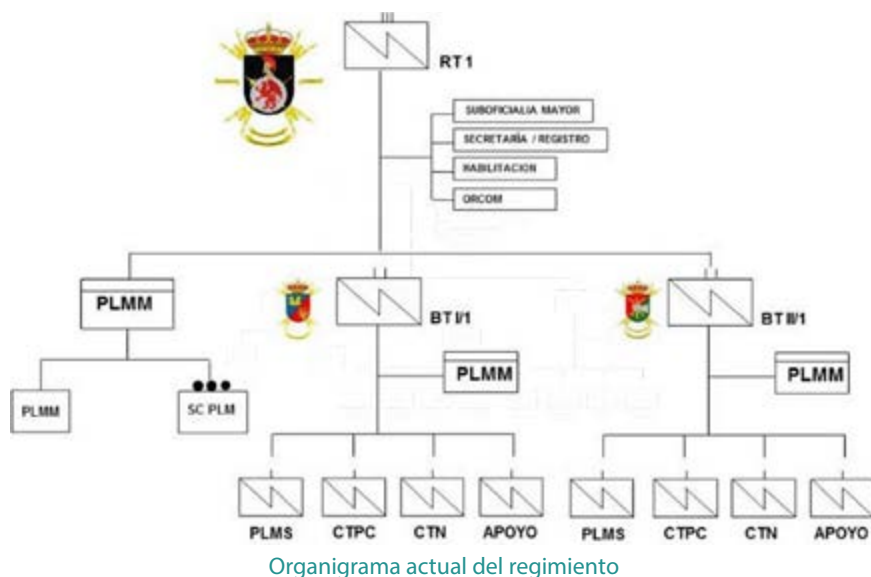 RT 1
SUBOFICIALIA MAYOR
SECRETARÍA / REGISTRO
HABILITACION
ORCOM
PLMM
BT I/1
BT II/1
PLMM
PLMM
PLMM
SC PLM
PLMS
CTPC
CTN
APOYO
PLMS
CTPC
CTN
APOYO
Organigrama actual del regimiento